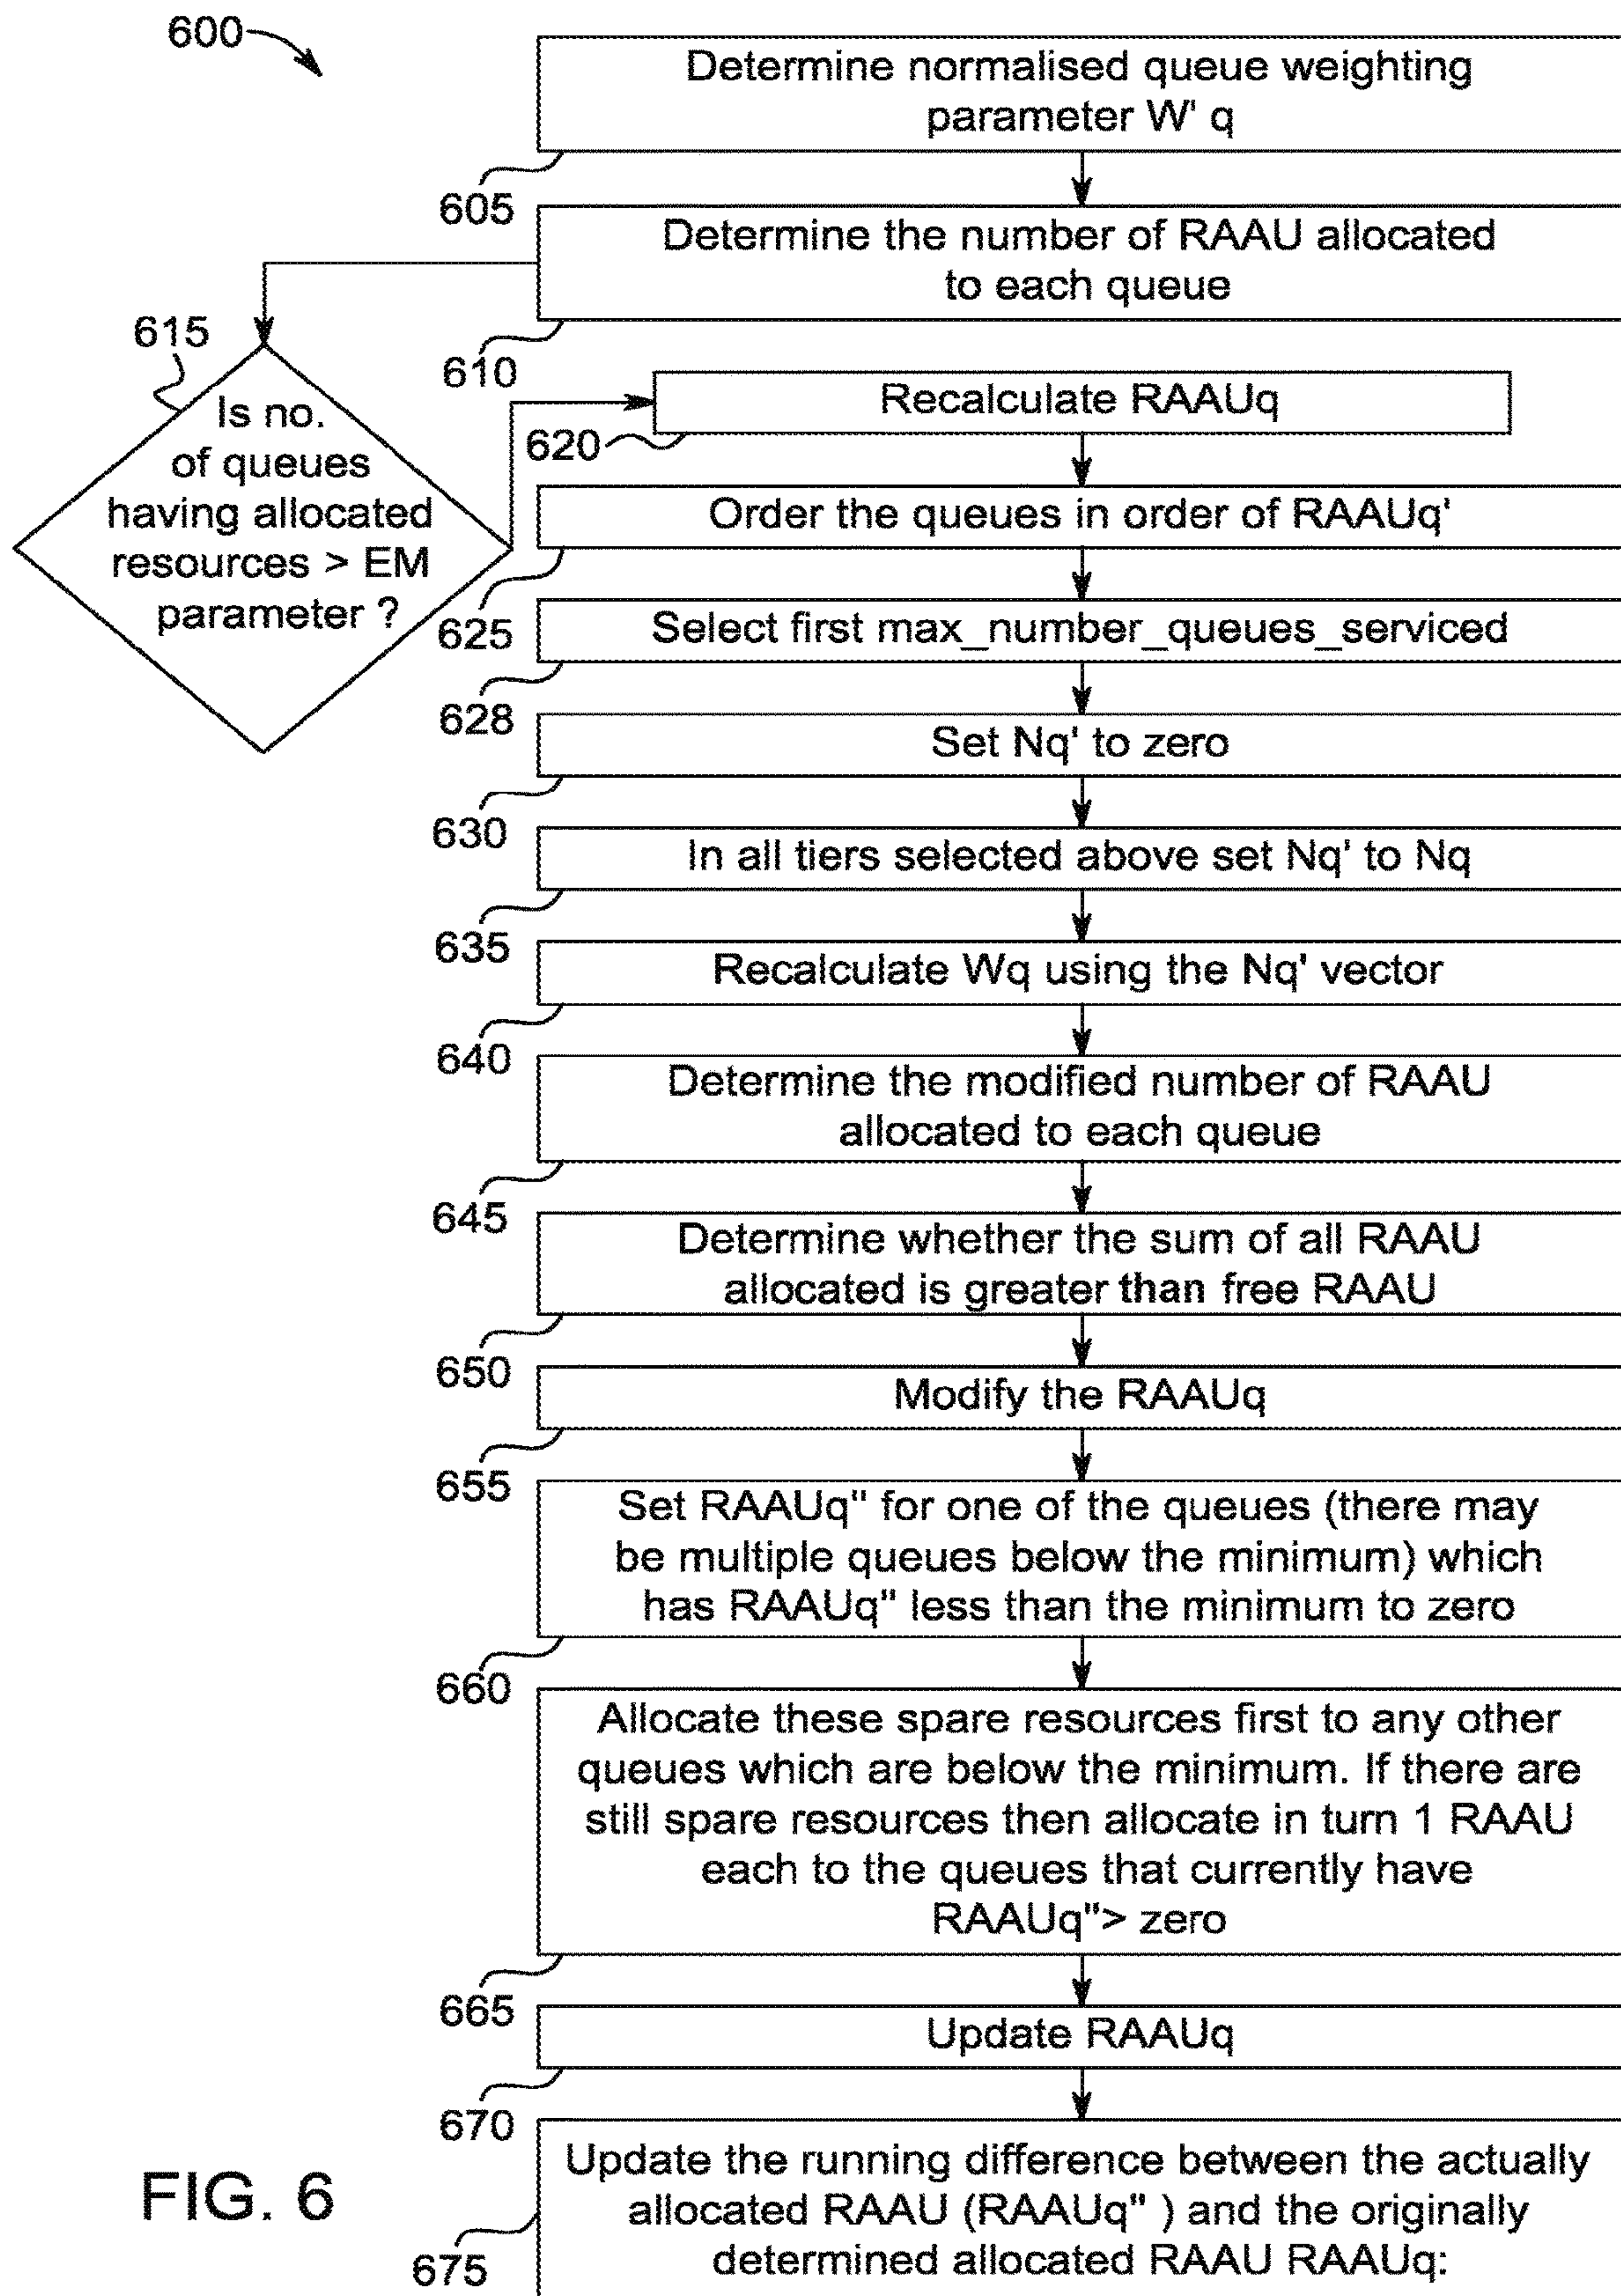 600
Determine normalised queue weighting
parameter W' q
605
Determine the number of RAAU allocated
to each queue
610
615
Is no.
of queues
having allocated
resources > EM
parameter ?
Recalculate RAAUq
620
Order the queues in order of RAAUq'
625
Select first max_number_queues_serviced
628
Set Nq' to zero
630
In all tiers selected above set Nq' to Nq
635
Recalculate Wq using the Nq' vector
640
Determine the modified number of RAAU
allocated to each queue
645
Determine whether the sum of all RAAU
allocated is greater than free RAAU
650
Modify the RAAUq
655
Set RAAUq" for one of the queues (there may
be multiple queues below the minimum) which
has RAAUq" less than the minimum to zero
660
Allocate these spare resources first to any other
queues which are below the minimum. If there are
still spare resources then allocate in turn 1 RAAU
each to the queues that currently have
RAAUq"> zero
665
Update RAAUq
670
Update the running difference between the actually
allocated RAAU (RAAUq" ) and the originally
determined allocated RAAU RAAUq:
675
FIG. 6